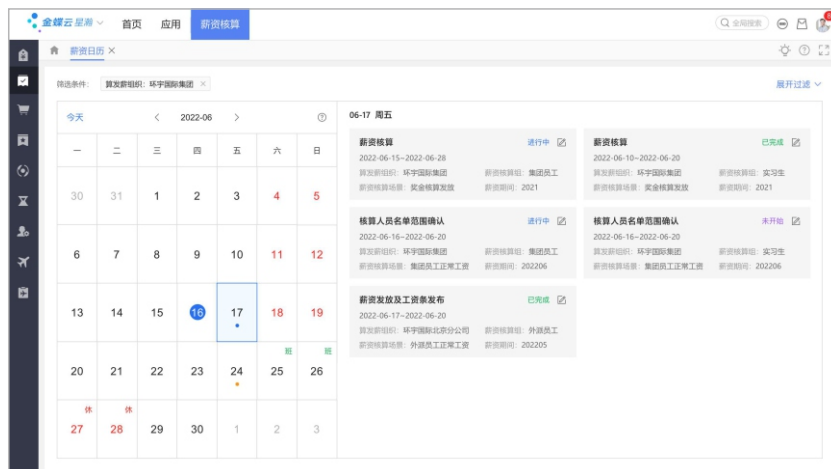 金蝶云 星瀚 首页 应用 薪资核算 全局搜索
薪资日历
筛选条件： 算发薪组织：环宇国际集团 展开过滤
今天 2022-06
一 二 三 四 五 六 日
30 31 1 2 3 4 5
6 7 8 9 10 11 12
13 14 15 16 17 18 19
班 班
20 21 22 23 24 25 26
休 休
27 28 29 30 1 2 3
06-17 周五
薪资核算 进行中
2022-06-15~2022-06-28
算发薪组织：环宇国际集团 薪资核算组：集团员工
薪资核算场景：奖金核算发放 薪资期间：2021
薪资核算 已完成
2022-06-10~2022-06-20
算发薪组织：环宇国际集团 薪资核算组：实习生
薪资核算场景：奖金核算发放 薪资期间：2021
核算人员名单范围确认 进行中
2022-06-16~2022-06-20
算发薪组织：环宇国际集团 薪资核算组：集团员工
薪资核算场景：集团员工正常工资 薪资期间：202206
核算人员名单范围确认 未开始
2022-06-16~2022-06-20
算发薪组织：环宇国际集团 薪资核算组：实习生
薪资核算场景：集团员工正常工资 薪资期间：202206
薪资发放及工资条发布 已完成
2022-06-17~2022-06-20
算发薪组织：环宇国际北京分公司 薪资核算组：外派员工
薪资核算场景：外派员工正常工资 薪资期间：202205